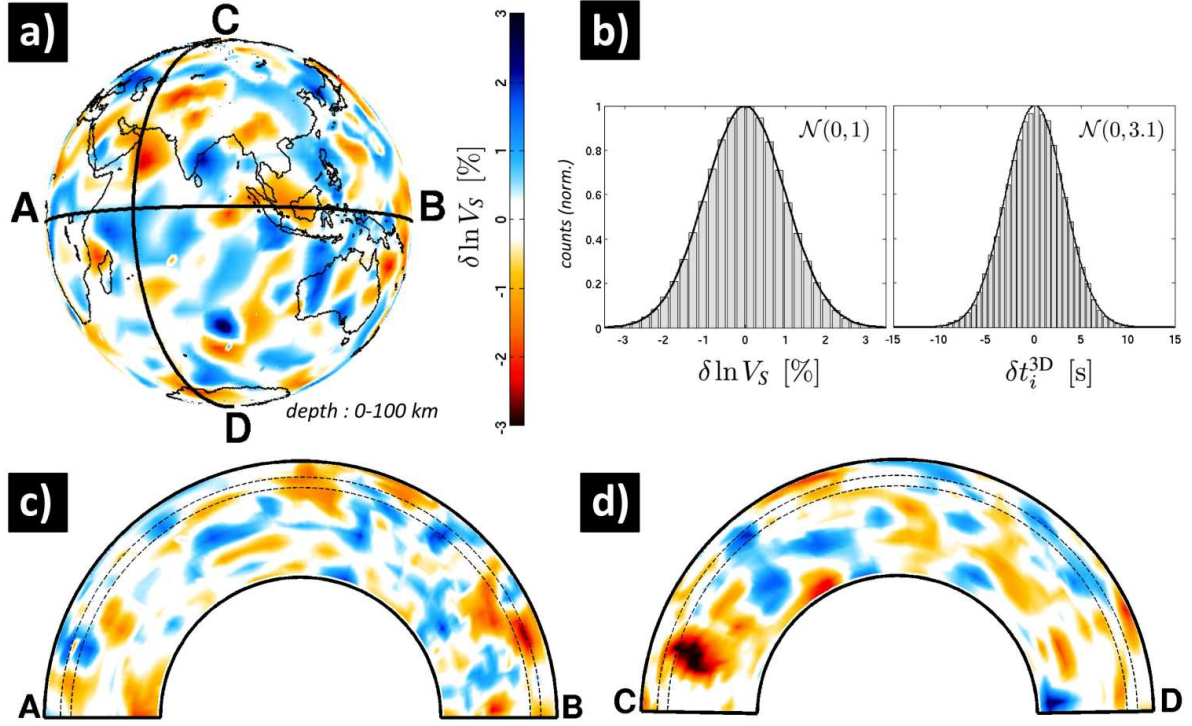 a)
C
A
B
D
depth : 0-100 km
3
2
1
0
-1
-2
-3
δ ln V_S [%]
b)
counts (norm.)
1
0.8
0.6
0.4
0.2
0
𝒩(0, 1)
-3 -2 -1 0 1 2 3
δ ln V_S [%]
𝒩(0, 3.1)
-15 -10 -5 0 5 10 15
δt_i^3D [s]
c)
A
B
d)
C
D